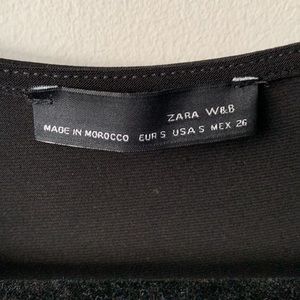 ZARA W&B
MADE IN MOROCCO EUR S USA S MEX 26